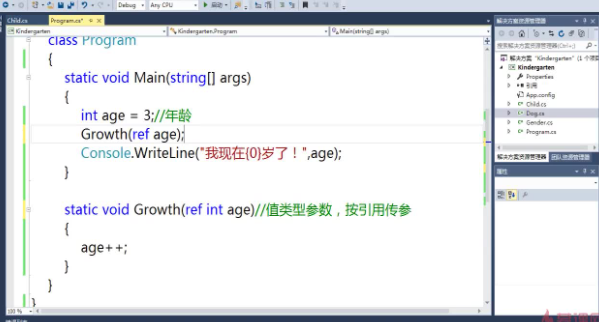 Debug
Any CPU
启动
Child.cs
Program.cs*
Kindergarten
Kindergarten.Program
Main(string[] args)
class Program
{
static void Main(string[] args)
{
int age = 3;//年龄
Growth(ref age);
Console.WriteLine("我现在{0}岁了！",age);
}
static void Growth(ref int age)//值类型参数，按引用传参
{
age++;
}
}
}
100 %
解决方案资源管理器
搜索解决方案资源管理器(Ctrl+;)
解决方案 "Kindergarten" (1 个项
Kindergarten
Properties
引用
App.config
Child.cs
Dog.cs
Gender.cs
Program.cs
解决方案资源管理器
团队资源管理器
属性